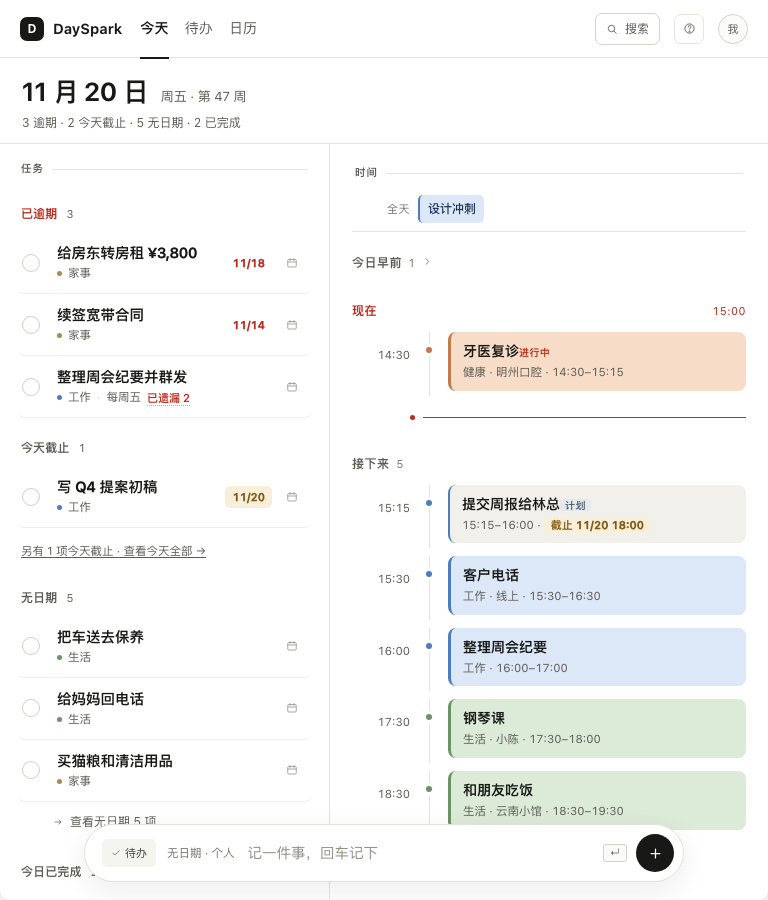 D DaySpark 今天 待办 日历 搜索 我
11 月 20 日 周五 · 第 47 周
3 逾期 · 2 今天截止 · 5 无日期 · 2 已完成
任务
已逾期 3
给房东转房租 ¥3,800
家事
11/18
续签宽带合同
家事
11/14
整理周会纪要并群发
工作 · 每周五 已遗漏 2
今天截止 1
写 Q4 提案初稿
工作
11/20
另有 1 项今天截止 · 查看今天全部 →
无日期 5
把车送去保养
生活
给妈妈回电话
生活
买猫粮和清洁用品
家事
→ 查看无日期 5 项
今日已完成
时间
全天 设计冲刺
今日早前 1
现在 15:00
14:30
牙医复诊进行中
健康 · 明州口腔 · 14:30–15:15
接下来 5
15:15
提交周报给林总 计划
15:15–16:00 · 截止 11/20 18:00
15:30
客户电话
工作 · 线上 · 15:30–16:30
16:00
整理周会纪要
工作 · 16:00–17:00
17:30
钢琴课
生活 · 小陈 · 17:30–18:00
18:30
和朋友吃饭
生活 · 云南小馆 · 18:30–19:30
待办 无日期 · 个人 记一件事，回车记下